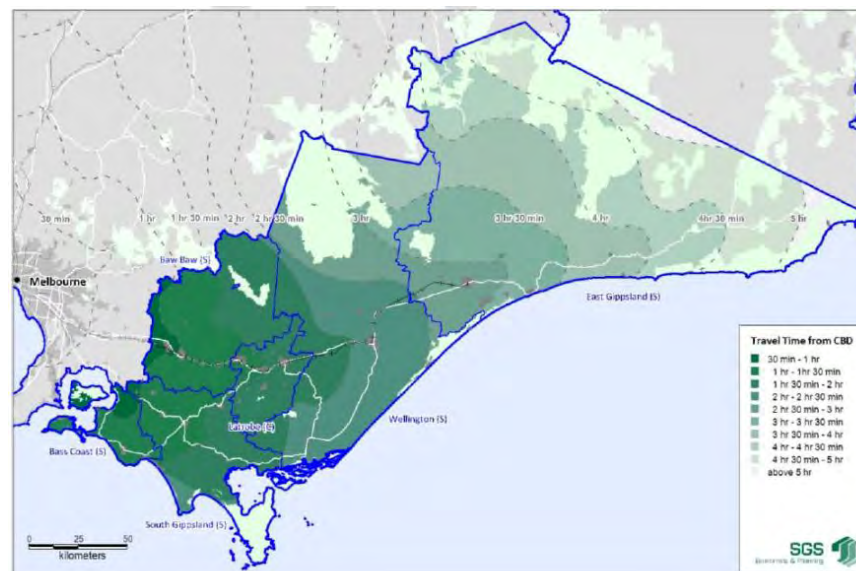 30 min
1 hr
1 hr 30 min
2 hr
2 hr 30 min
3 hr
3 hr 30 min
4 hr
4hr 30 min
5 hr
Baw Baw (S)
Melbourne
East Gippsland (S)
Wellington (S)
Latrobe (C)
Bass Coast (S)
South Gippsland (S)
0 25 50
kilometers
Travel Time from CBD
30 min - 1 hr
1 hr - 1hr 30 min
1 hr 30 min - 2 hr
2 hr - 2 hr 30 min
2 hr 30 min - 3 hr
3 hr - 3 hr 30 min
3 hr 30 min - 4 hr
4 hr - 4 hr 30 min
4 hr 30 min - 5 hr
above 5 hr
SGS
Economics & Planning